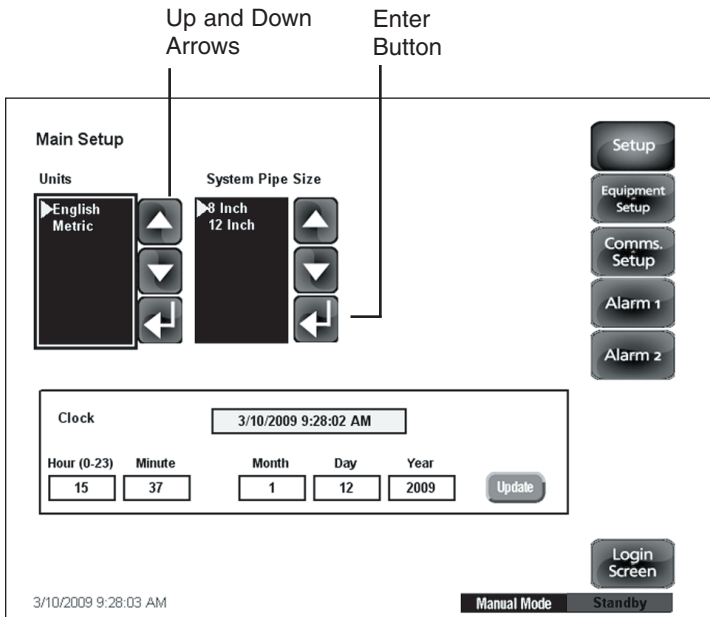 Up and Down
Arrows
Enter
Button
Main Setup
Units
English
Metric
System Pipe Size
8 Inch
12 Inch
Setup
Equipment
Setup
Comms.
Setup
Alarm 1
Alarm 2
Clock
3/10/2009 9:28:02 AM
Hour (0-23) Minute Month Day Year
15 37 1 12 2009 Update
Login
Screen
3/10/2009 9:28:03 AM Manual Mode Standby